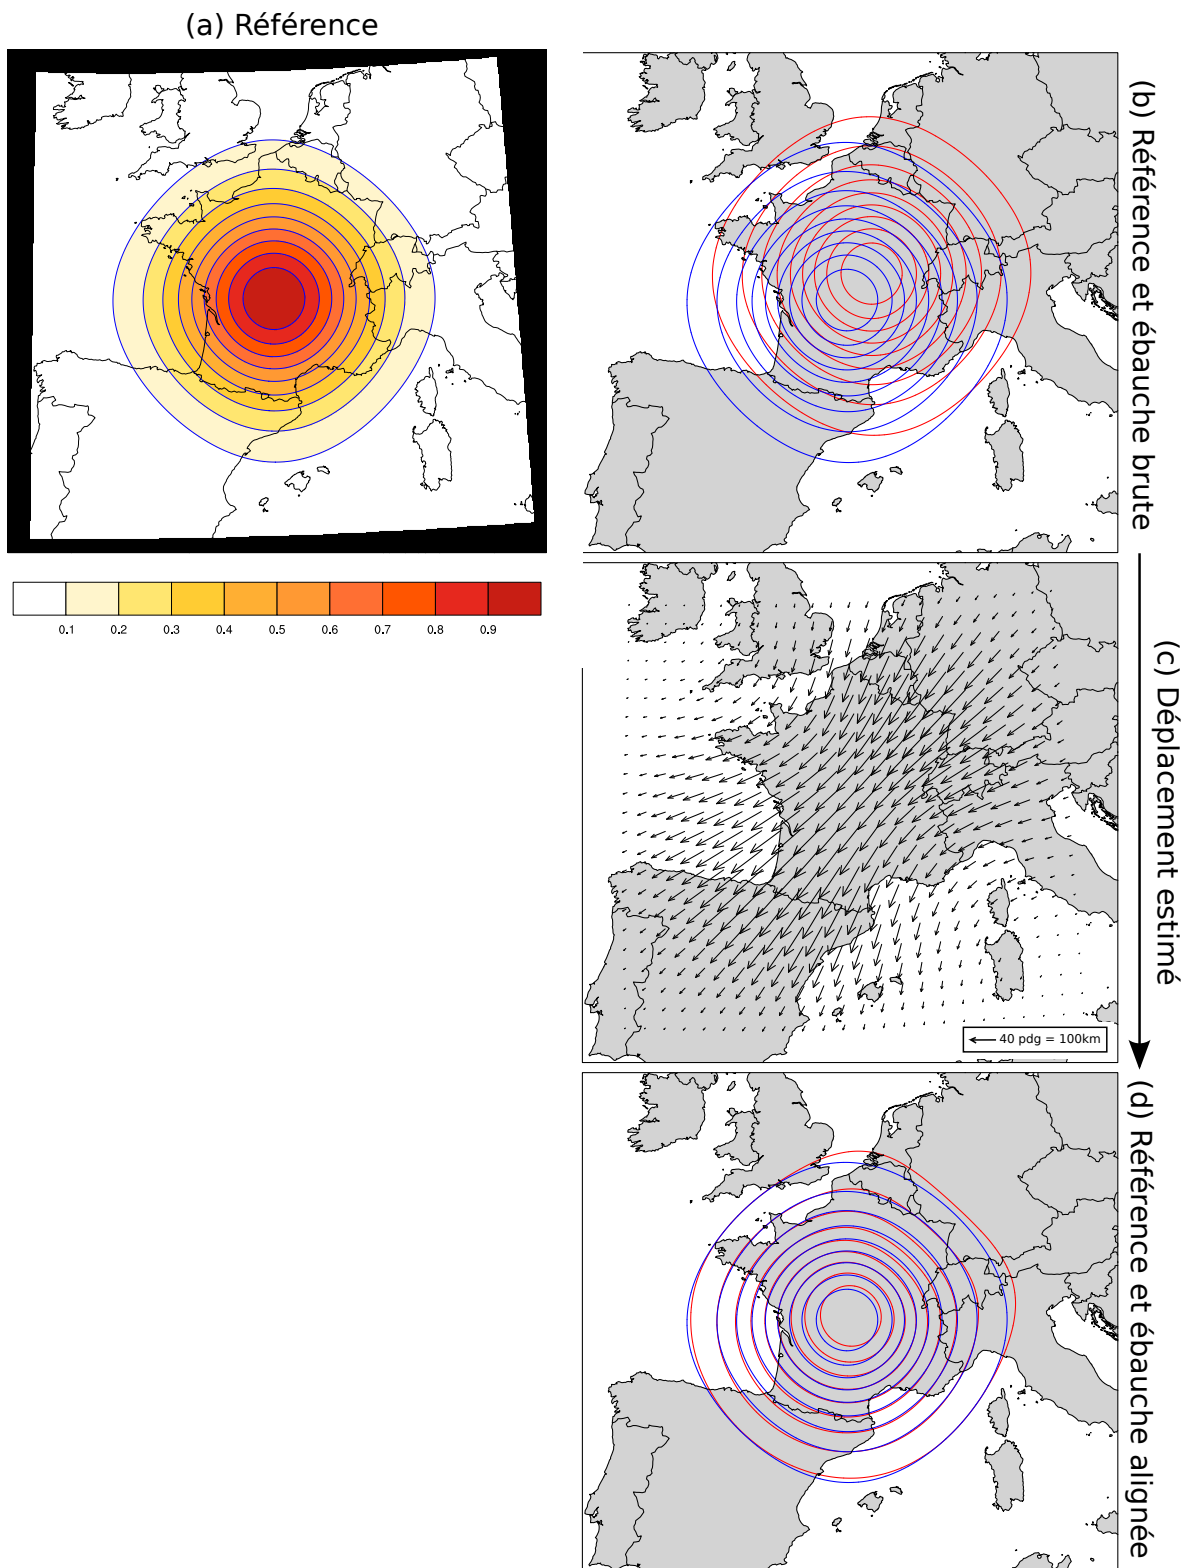 (a) Référence
(b) Référence et ébauche brute
0.1 0.2 0.3 0.4 0.5 0.6 0.7 0.8 0.9
(c) Déplacement estimé
40 pdg = 100km
(d) Référence et ébauche alignée